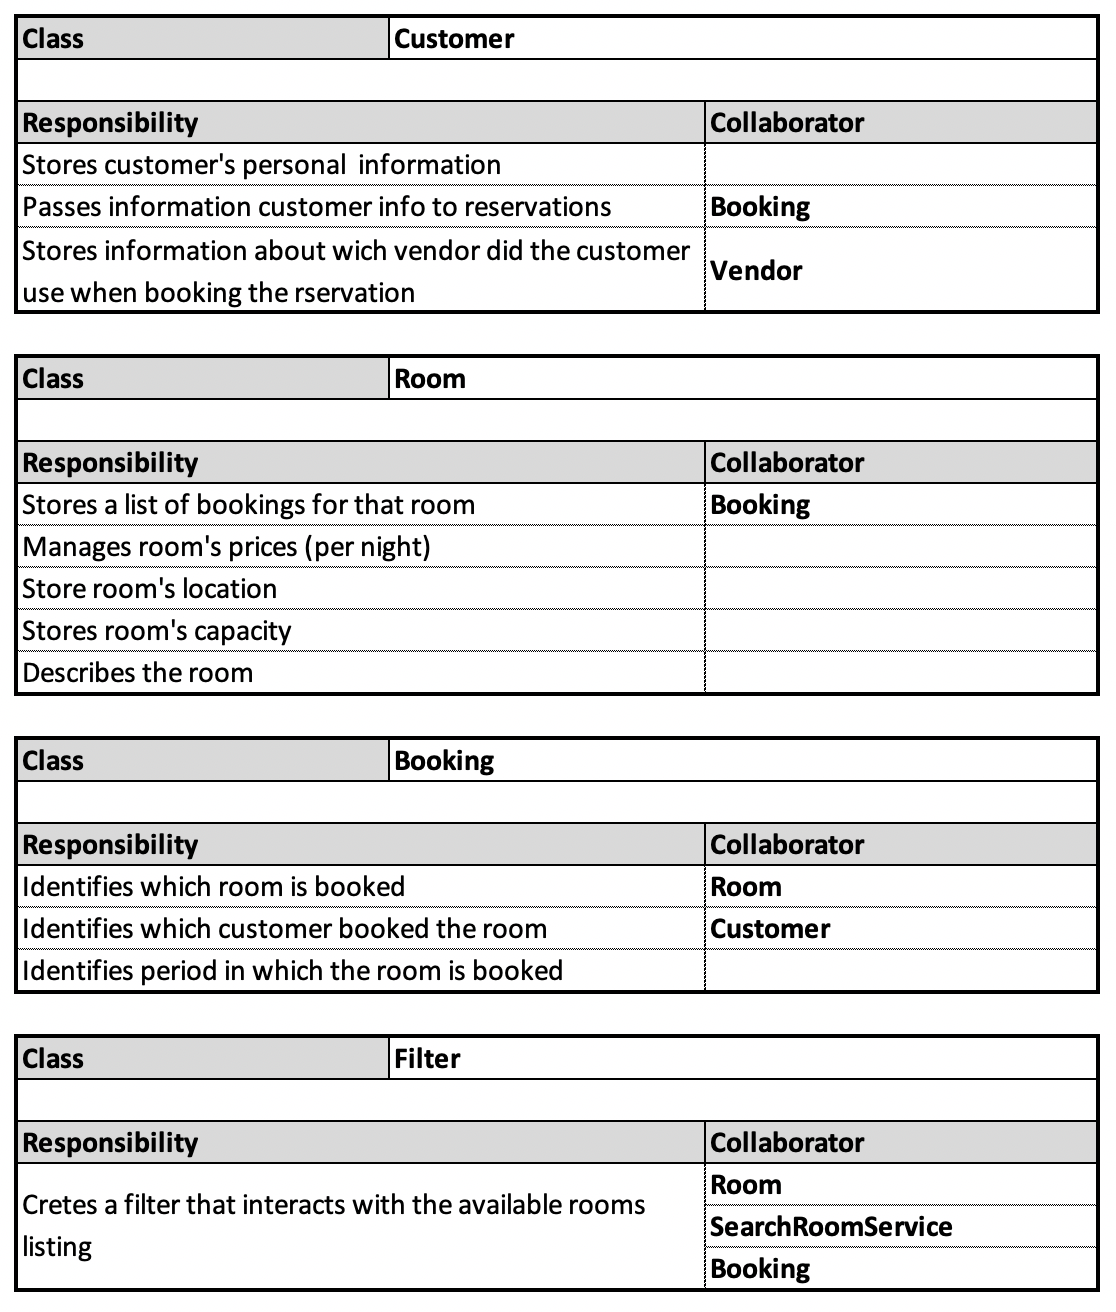 Class Customer
Responsibility Collaborator
Stores customer's personal  information
Passes information customer info to reservations Booking
Stores information about wich vendor did the customer
use when booking the rservation
Vendor
Class Room
Responsibility Collaborator
Stores a list of bookings for that room Booking
Manages room's prices (per night)
Store room's location
Stores room's capacity
Describes the room
Class Booking
Responsibility Collaborator
Identifies which room is booked Room
Identifies which customer booked the room Customer
Identifies period in which the room is booked
Class Filter
Responsibility Collaborator
Cretes a filter that interacts with the available rooms
listing
Room
SearchRoomService
Booking